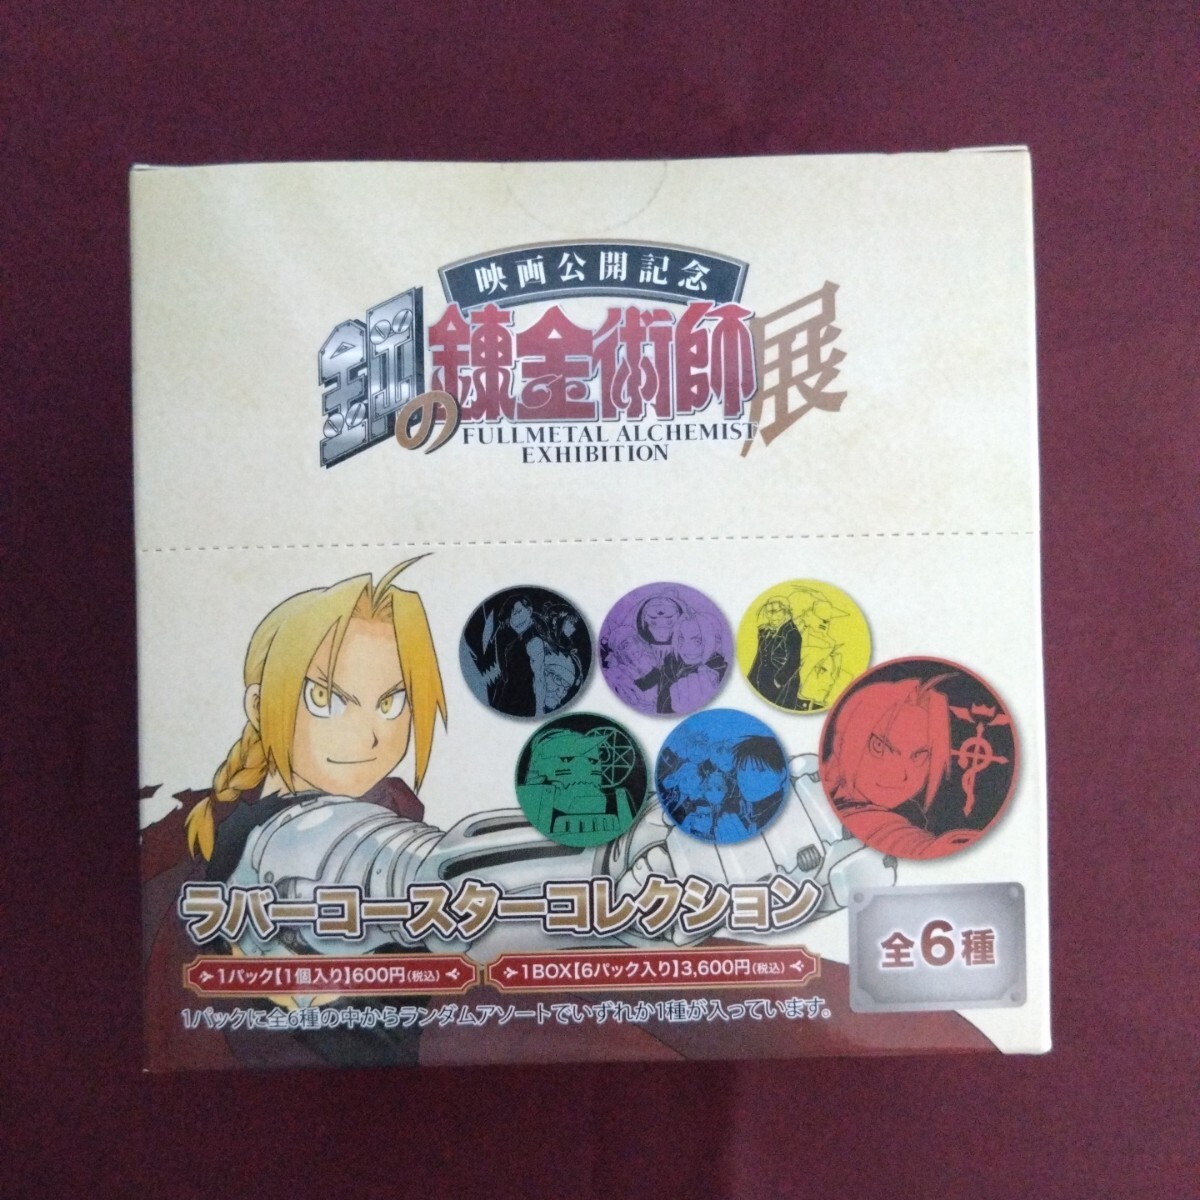 映画公開記念
鋼の錬金術師展
FULLMETAL ALCHEMIST
EXHIBITION
ラバーコースターコレクション
全6種
1パック【1個入り】600円(税込)
1BOX【6パック入り】3,600円(税込)
1パックに全6種の中からランダムアソートでいずれか1種が入っています。